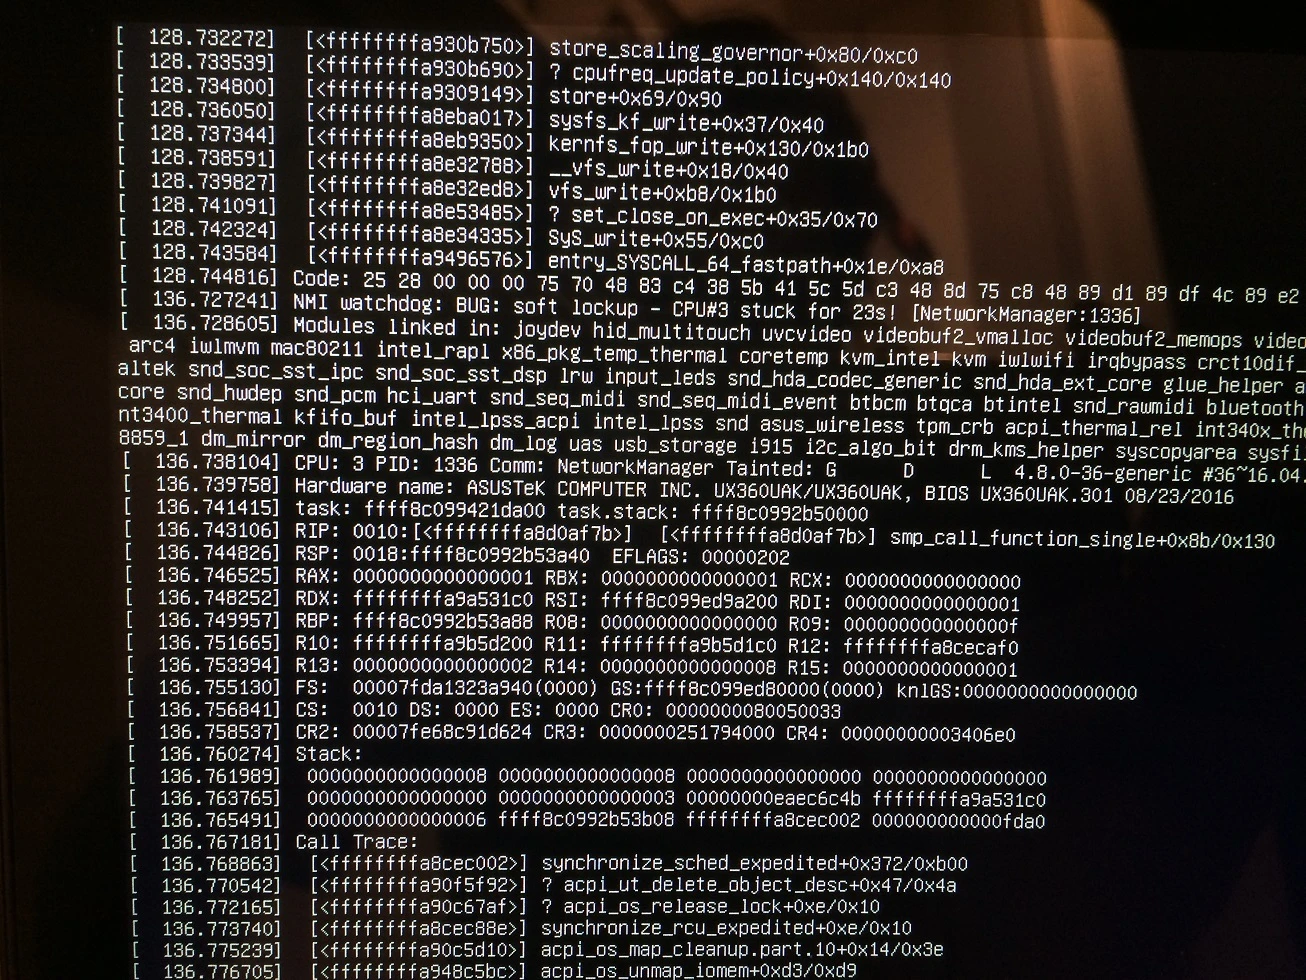 [  128.732272]  [<ffffffffa930b750>] store_scaling_governor+0x80/0xc0
[  128.733539]  [<ffffffffa930b690>] ? cpufreq_update_policy+0x140/0x140
[  128.734800]  [<ffffffffa9309149>] store+0x69/0x90
[  128.736050]  [<ffffffffa8eba017>] sysfs_kf_write+0x37/0x40
[  128.737344]  [<ffffffffa8eb9350>] kernfs_fop_write+0x130/0x1b0
[  128.738591]  [<ffffffffa8e32788>] __vfs_write+0x18/0x40
[  128.739827]  [<ffffffffa8e32ed8>] vfs_write+0xb8/0x1b0
[  128.741091]  [<ffffffffa8e53485>] ? set_close_on_exec+0x35/0x70
[  128.742324]  [<ffffffffa8e34335>] SyS_write+0x55/0xc0
[  128.743584]  [<ffffffffa9496576>] entry_SYSCALL_64_fastpath+0x1e/0xa8
[  128.744816] Code: 25 28 00 00 00 75 70 48 83 c4 38 5b 41 5c 5d c3 48 8d 75 c8 48 89 d1 89 df 4c 89 e2
[  136.727241] NMI watchdog: BUG: soft lockup - CPU#3 stuck for 23s! [NetworkManager:1336]
[  136.728605] Modules linked in: joydev hid_multitouch uvcvideo videobuf2_vmalloc videobuf2_memops video
arc4 iwlmvm mac80211 intel_rapl x86_pkg_temp_thermal coretemp kvm_intel kvm iwlwifi irqbypass crct10dif_
altek snd_soc_sst_ipc snd_soc_sst_dsp lrw input_leds snd_hda_codec_generic snd_hda_ext_core glue_helper a
core snd_hwdep snd_pcm hci_uart snd_seq_midi snd_seq_midi_event btbcm btqca btintel snd_rawmidi bluetooth
nt3400_thermal kfifo_buf intel_lpss_acpi intel_lpss snd asus_wireless tpm_crb acpi_thermal_rel int340x_the
8859_1 dm_mirror dm_region_hash dm_log uas usb_storage i915 i2c_algo_bit drm_kms_helper syscopyarea sysfi
[  136.738104] CPU: 3 PID: 1336 Comm: NetworkManager Tainted: G      D      L  4.8.0-36-generic #36~16.04.
[  136.739758] Hardware name: ASUSTeK COMPUTER INC. UX360UAK/UX360UAK, BIOS UX360UAK.301 08/23/2016
[  136.741415] task: ffff8c099421da00 task.stack: ffff8c0992b50000
[  136.743106] RIP: 0010:[<ffffffffa8d0af7b>]  [<ffffffffa8d0af7b>] smp_call_function_single+0x8b/0x130
[  136.744826] RSP: 0018:ffff8c0992b53a40  EFLAGS: 00000202
[  136.746525] RAX: 0000000000000001 RBX: 0000000000000001 RCX: 0000000000000000
[  136.748252] RDX: ffffffffa9a531c0 RSI: ffff8c099ed9a200 RDI: 0000000000000001
[  136.749957] RBP: ffff8c0992b53a88 R08: 0000000000000000 R09: 000000000000000f
[  136.751665] R10: ffffffffa9b5d200 R11: ffffffffa9b5d1c0 R12: ffffffffa8cecaf0
[  136.753394] R13: 0000000000000002 R14: 0000000000000008 R15: 0000000000000001
[  136.755130] FS:  00007fda1323a940(0000) GS:ffff8c099ed80000(0000) knlGS:0000000000000000
[  136.756841] CS:  0010 DS: 0000 ES: 0000 CR0: 0000000080050033
[  136.758537] CR2: 00007fe68c91d624 CR3: 0000000251794000 CR4: 00000000003406e0
[  136.760274] Stack:
[  136.761989]  0000000000000008 0000000000000008 0000000000000000 0000000000000000
[  136.763765]  0000000000000000 0000000000000003 00000000eaec6c4b ffffffffa9a531c0
[  136.765491]  0000000000000006 ffff8c0992b53b08 ffffffffa8cec002 000000000000fda0
[  136.767181] Call Trace:
[  136.768863]  [<ffffffffa8cec002>] synchronize_sched_expedited+0x372/0xb00
[  136.770542]  [<ffffffffa90f5f92>] ? acpi_ut_delete_object_desc+0x47/0x4a
[  136.772165]  [<ffffffffa90c67af>] ? acpi_os_release_lock+0xe/0x10
[  136.773740]  [<ffffffffa8cec88e>] synchronize_rcu_expedited+0xe/0x10
[  136.775239]  [<ffffffffa90c5d10>] acpi_os_map_cleanup.part.10+0x14/0x3e
[  136.776705]  [<ffffffffa948c5bc>] acpi_os_unmap_iomem+0xd3/0xd9